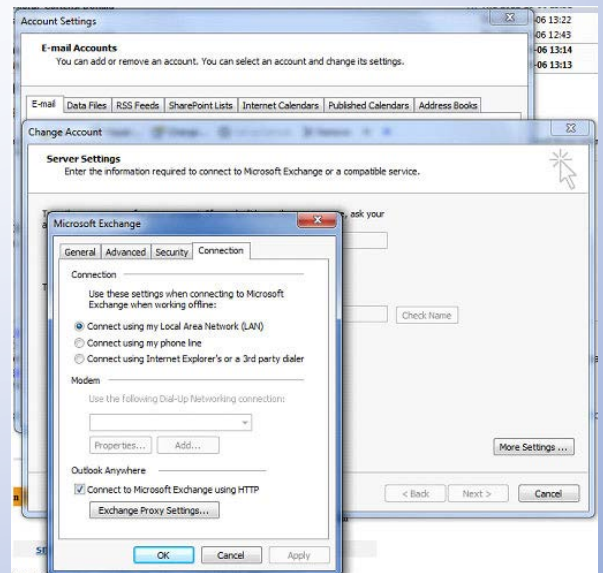 Account Settings
-06 13:22
-06 12:43
-06 13:14
-06 13:13
E-mail Accounts
You can add or remove an account. You can select an account and change its settings.
E-mail Data Files RSS Feeds SharePoint Lists Internet Calendars Published Calendars Address Books
Change Account
Server Settings
Enter the information required to connect to Microsoft Exchange or a compatible service.
, ask your
Microsoft Exchange
General Advanced Security Connection
Connection
Use these settings when connecting to Microsoft
Exchange when working offline:
Connect using my Local Area Network (LAN)
Connect using my phone line
Connect using Internet Explorer's or a 3rd party dialer
Check Name
Modem
Use the following Dial-Up Networking connection:
Properties... Add...
More Settings ...
Outlook Anywhere
Connect to Microsoft Exchange using HTTP
Exchange Proxy Settings...
< Back Next > Cancel
OK Cancel Apply